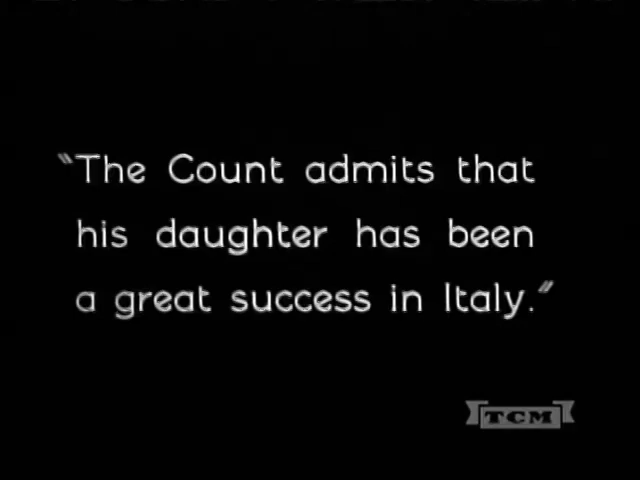 "The Count admits that
his daughter has been
a great success in Italy."
TCM